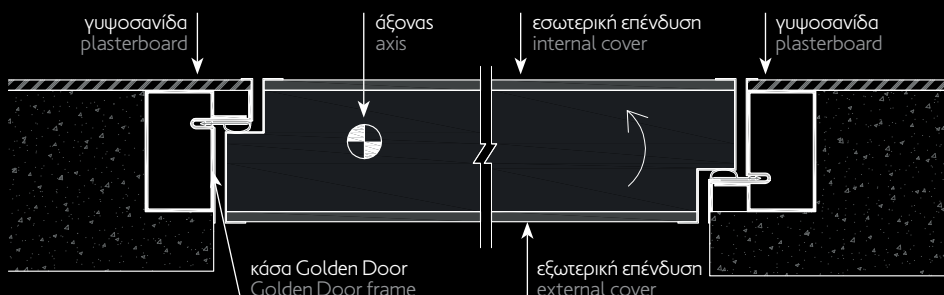 γυψοσανίδα
plasterboard
άξονας
axis
εσωτερική επένδυση
internal cover
γυψοσανίδα
plasterboard
κάσα Golden Door
Golden Door frame
εξωτερική επένδυση
external cover